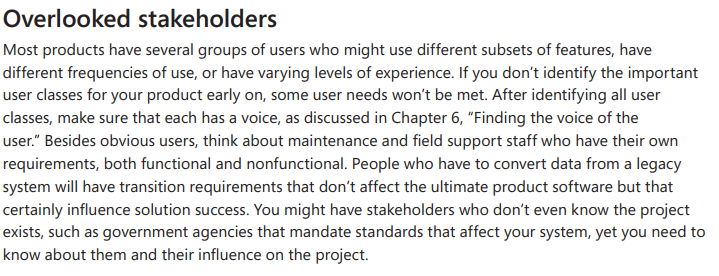 Overlooked stakeholders
Most products have several groups of users who might use different subsets of features, have
different frequencies of use, or have varying levels of experience. If you don’t identify the important
user classes for your product early on, some user needs won’t be met. After identifying all user
classes, make sure that each has a voice, as discussed in Chapter 6, “Finding the voice of the
user.” Besides obvious users, think about maintenance and field support staff who have their own
requirements, both functional and nonfunctional. People who have to convert data from a legacy
system will have transition requirements that don’t affect the ultimate product software but that
certainly influence solution success. You might have stakeholders who don’t even know the project
exists, such as government agencies that mandate standards that affect your system, yet you need to
know about them and their influence on the project.